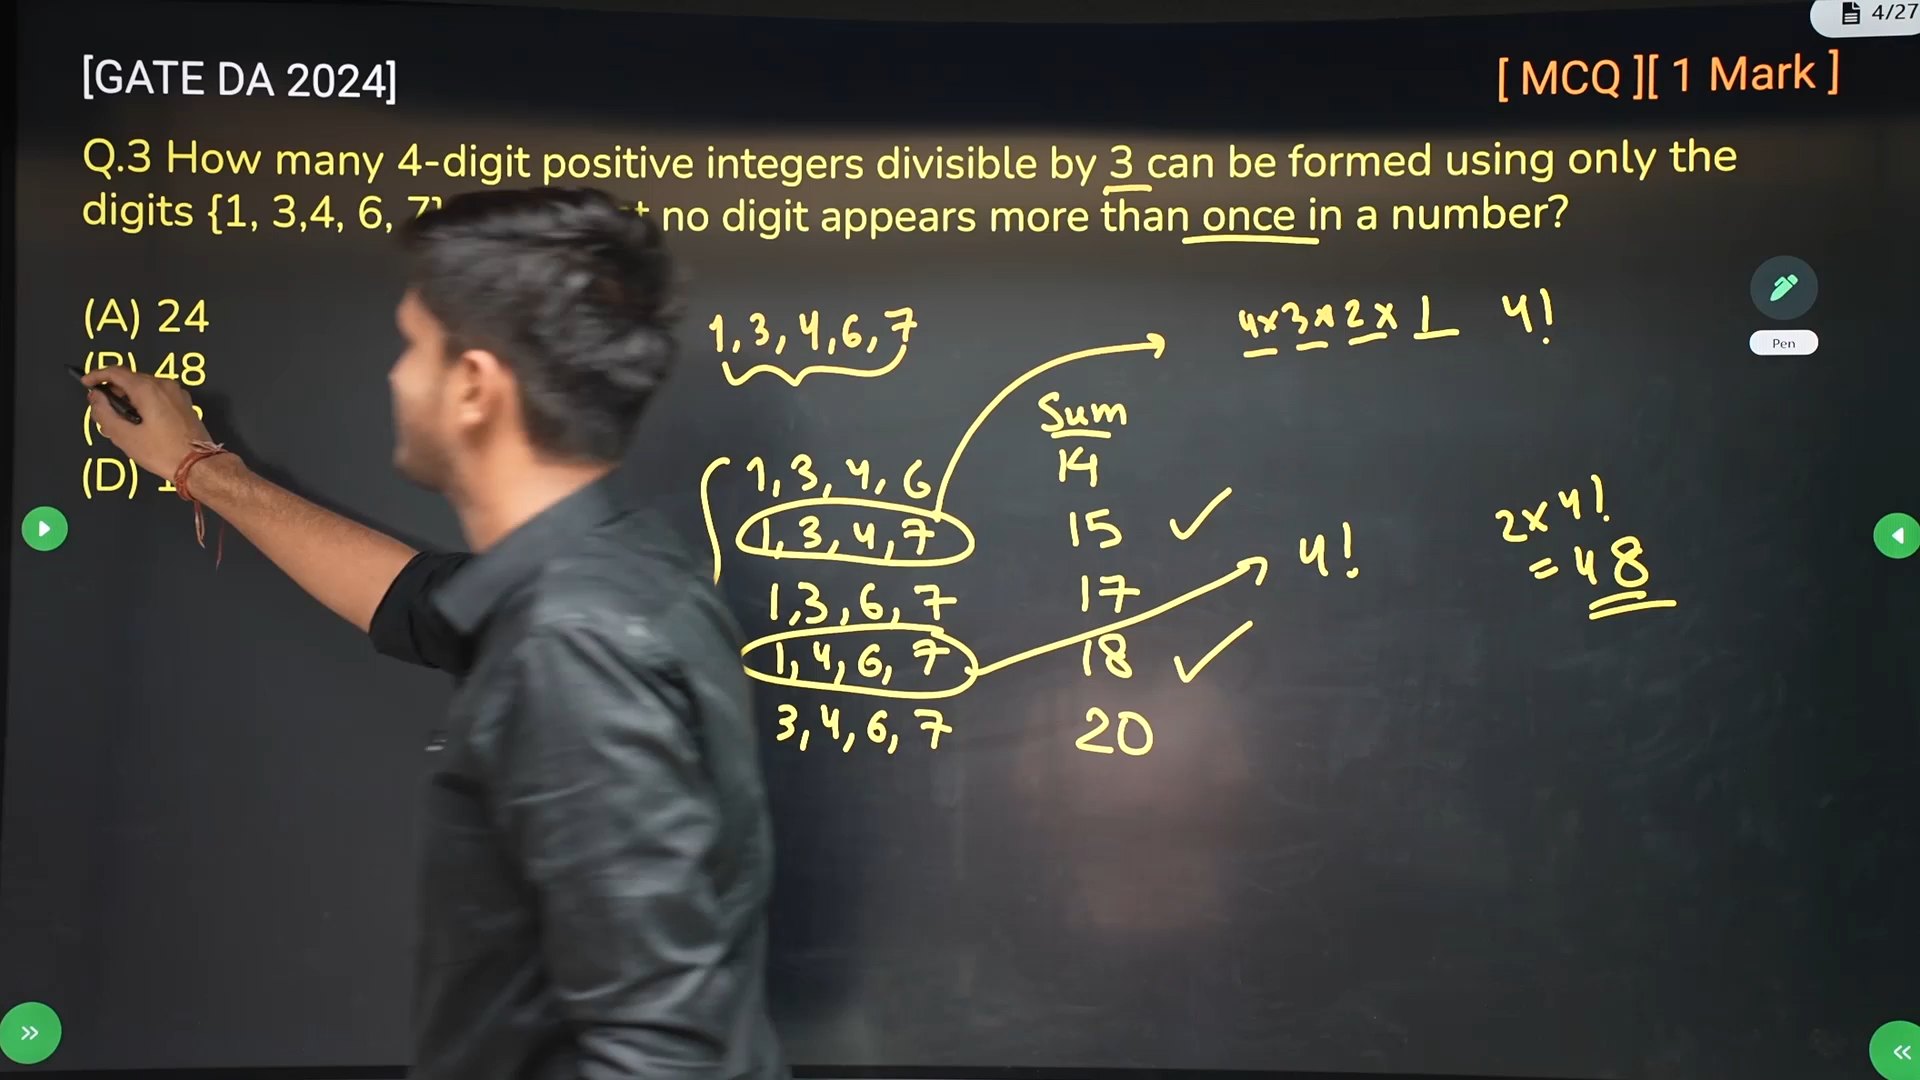 4/27
[GATE DA 2024]
[ MCQ ][ 1 Mark ]
Q.3 How many 4-digit positive integers divisible by 3 can be formed using only the
digits {1, 3,4, 6, 7} no digit appears more than once in a number?
(A) 24
(B) 48
(D)
Pen
1, 3, 4, 6, 7
4 x 3 x 2 x 1 4!
Sum
1, 3, 4, 6 14
1, 3, 4, 7 15 ✓
1, 3, 6, 7 17
1, 4, 6, 7 18 ✓
3, 4, 6, 7 20
4!
2 x 4!
= 48